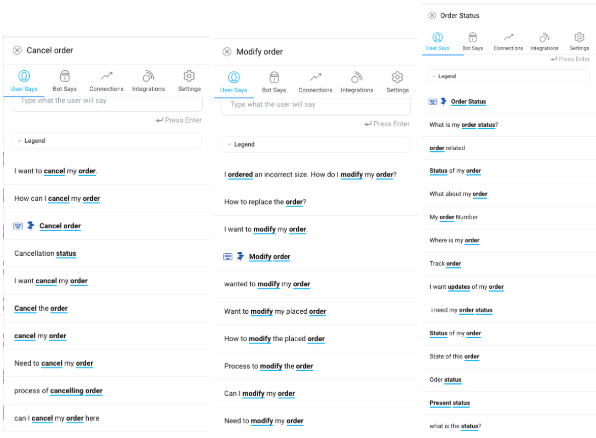 Cancel order
User Says
Bot Says
Connections
Integrations
Settings
Type what the user will say
Press Enter
Legend
I want to cancel my order.
How can I cancel my order
Cancel order
Cancellation status
I want cancel my order
Cancel the order
cancel my order
Need to cancel my order
process of cancelling order
can I cancel my order here
Modify order
User Says
Bot Says
Connections
Integrations
Settings
Type what the user will say
Press Enter
Legend
I ordered an incorrect size. How do I modify my order?
How to replace the order?
I want to modify my order.
Modify order
wanted to modify my order
Want to modify my placed order
How to modify the placed order
Process to modify the order
Can I modify my order
Need to modify my order
Order Status
User Says
Bot Says
Connections
Integrations
Settings
Press Enter
Legend
Order Status
What is my order status?
order related
Status of my order
What about my order
My order Number
Where is my order
Track order
I want updates of my order
i need my order status
Status of my order
State of this order
Oder status
Present status
what is the status?